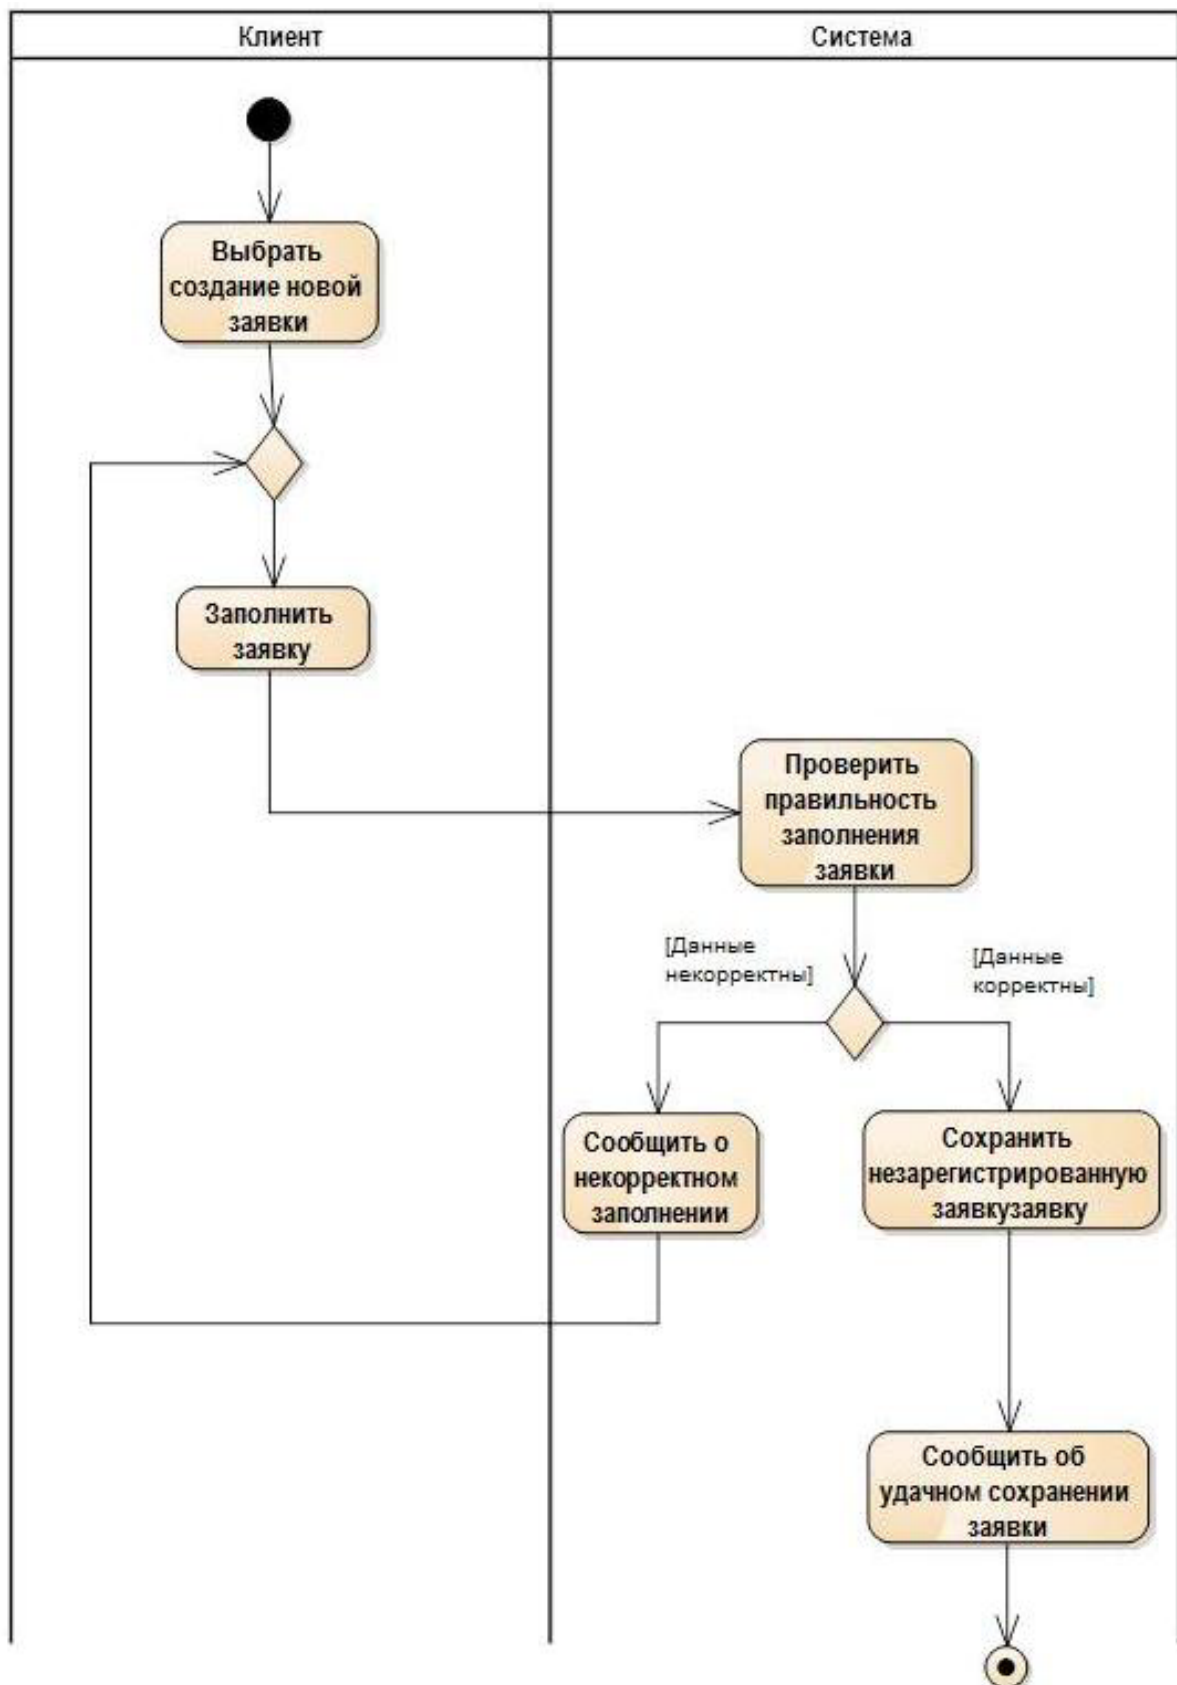 Клиент
Система
Выбрать
создание новой
заявки
Заполнить
заявку
Проверить
правильность
заполнения
заявки
[Данные
некорректны]
[Данные
корректны]
Сообщить о
некорректном
заполнении
Сохранить
незарегистрированную
заявкузаявку
Сообщить об
удачном сохранении
заявки